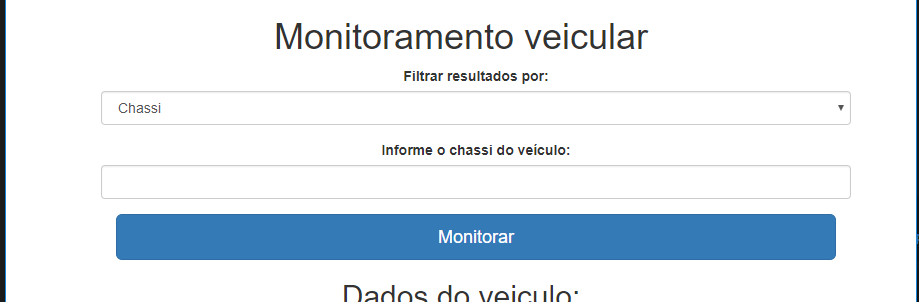 Monitoramento veicular
Filtrar resultados por:
Chassi
Informe o chassi do veículo:
Monitorar
Dados do veiculo: